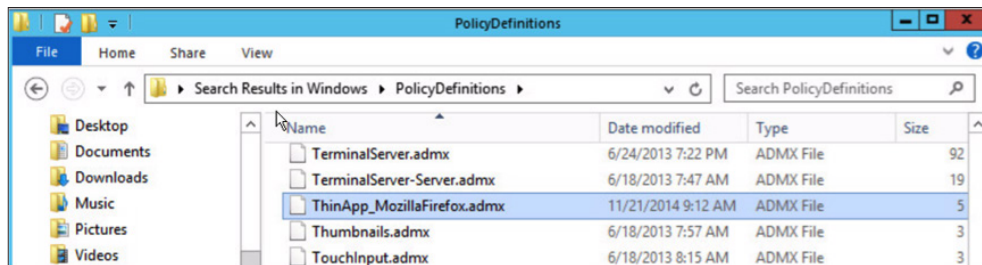 PolicyDefinitions
File Home Share View
Search Results in Windows PolicyDefinitions Search PolicyDefinitions
Name Date modified Type Size
Desktop TerminalServer.admx 6/24/2013 7:22 PM ADMX File 92
Documents TerminalServer-Server.admx 6/18/2013 7:47 AM ADMX File 19
Downloads ThinApp_MozillaFirefox.admx 11/21/2014 9:12 AM ADMX File 5
Music Thumbnails.admx 6/18/2013 7:57 AM ADMX File 3
Pictures TouchInput.admx 6/18/2013 8:15 AM ADMX File 3
Videos